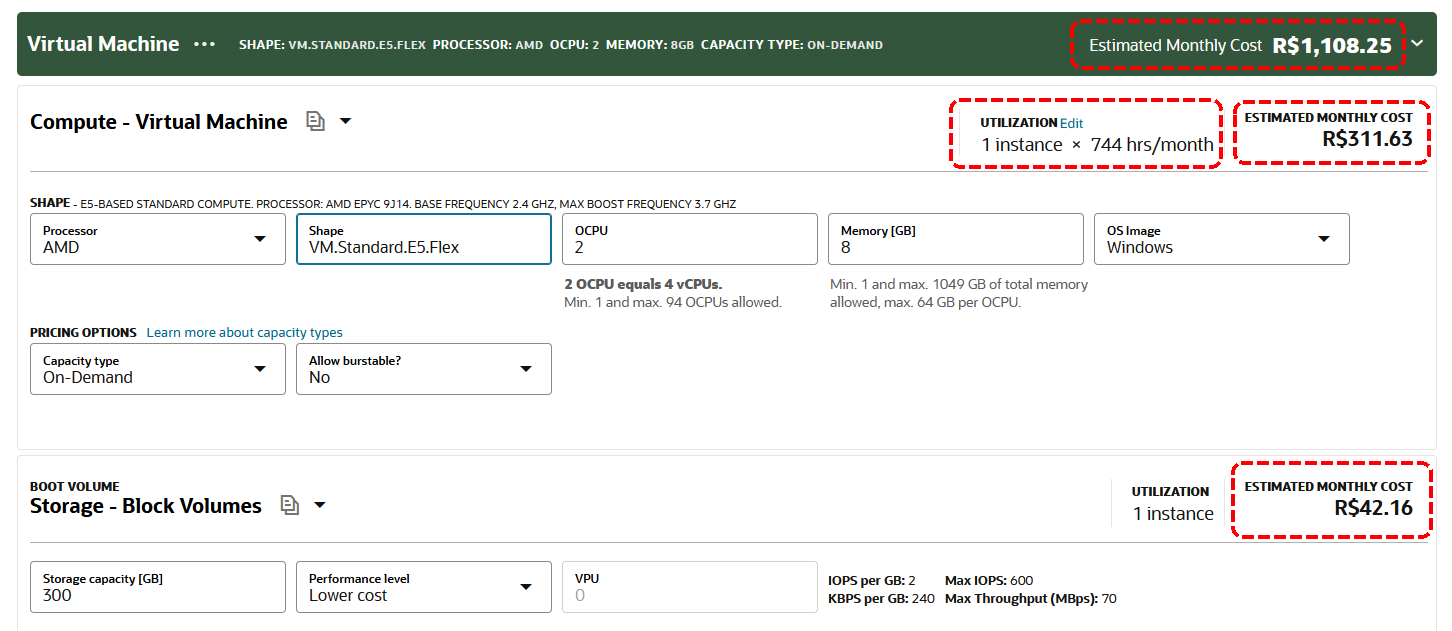 Virtual Machine ••• SHAPE: VM.STANDARD.E5.FLEX PROCESSOR: AMD OCPU: 2 MEMORY: 8GB CAPACITY TYPE: ON-DEMAND Estimated Monthly Cost R$1,108.25
Compute - Virtual Machine
UTILIZATION Edit
1 instance × 744 hrs/month
ESTIMATED MONTHLY COST
R$311.63
SHAPE - E5-BASED STANDARD COMPUTE. PROCESSOR: AMD EPYC 9J14. BASE FREQUENCY 2.4 GHZ, MAX BOOST FREQUENCY 3.7 GHZ
Processor
AMD
Shape
VM.Standard.E5.Flex
OCPU
2
Memory [GB]
8
OS Image
Windows
2 OCPU equals 4 vCPUs.
Min. 1 and max. 94 OCPUs allowed.
Min. 1 and max. 1049 GB of total memory
allowed, max. 64 GB per OCPU.
PRICING OPTIONS Learn more about capacity types
Capacity type
On-Demand
Allow burstable?
No
BOOT VOLUME
Storage - Block Volumes
UTILIZATION
1 instance
ESTIMATED MONTHLY COST
R$42.16
Storage capacity [GB]
300
Performance level
Lower cost
VPU
0
IOPS per GB: 2 Max IOPS: 600
KBPS per GB: 240 Max Throughput (MBps): 70